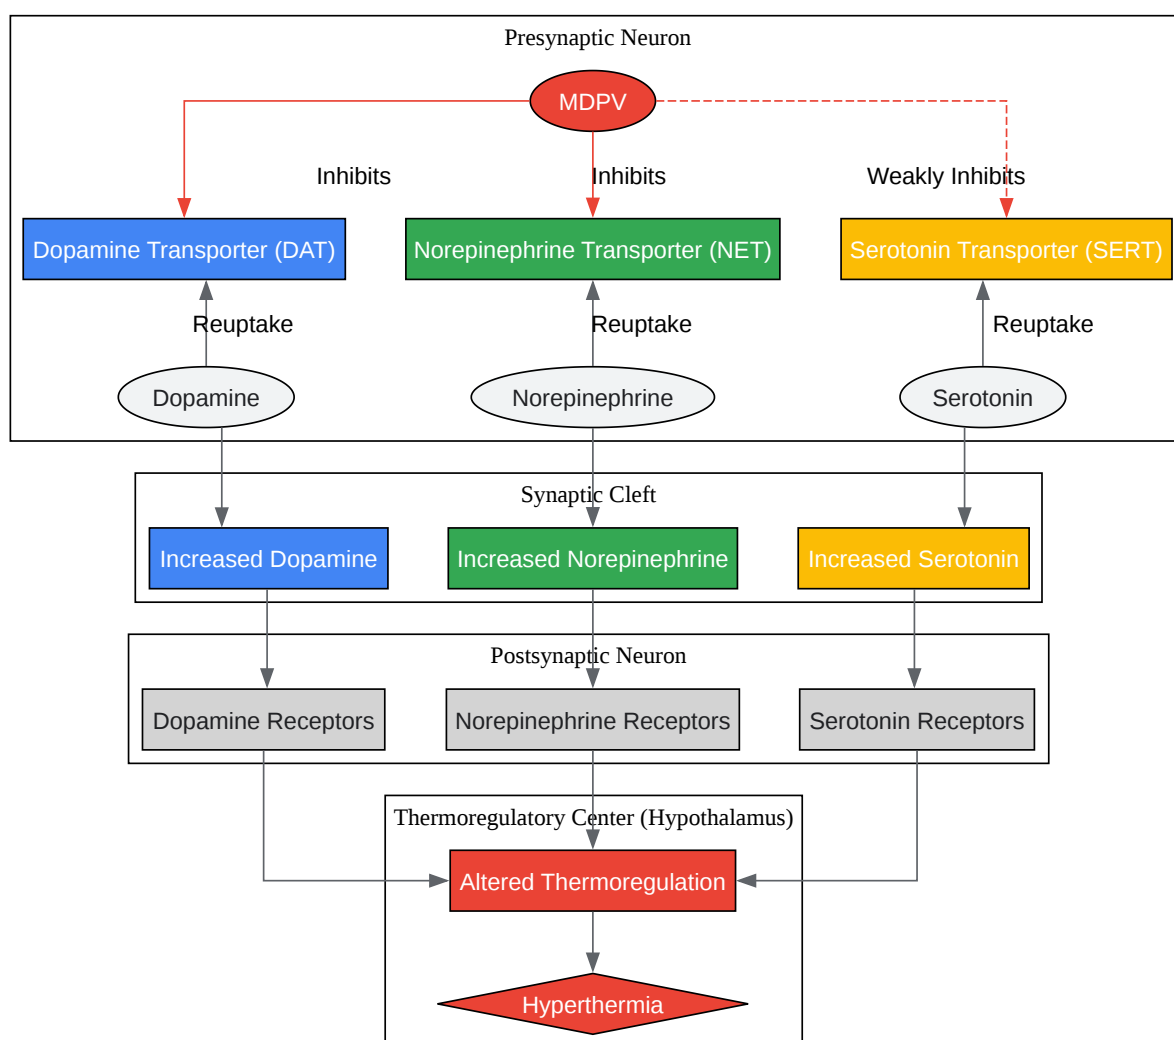 Presynaptic Neuron
MDPV
Inhibits
Inhibits
Weakly Inhibits
Dopamine Transporter (DAT)
Norepinephrine Transporter (NET)
Serotonin Transporter (SERT)
Reuptake
Reuptake
Reuptake
Dopamine
Norepinephrine
Serotonin
Synaptic Cleft
Increased Dopamine
Increased Norepinephrine
Increased Serotonin
Postsynaptic Neuron
Dopamine Receptors
Norepinephrine Receptors
Serotonin Receptors
Thermoregulatory Center (Hypothalamus)
Altered Thermoregulation
Hyperthermia